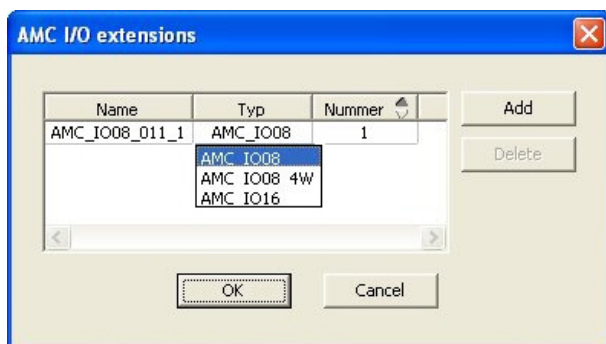 AMC I/O extensions
Name Typ Nummer
Add
AMC_IO08_011_1 AMC_IO08 1
AMC_IO08
Delete
AMC_IO08_4W
AMC_IO16
OK Cancel